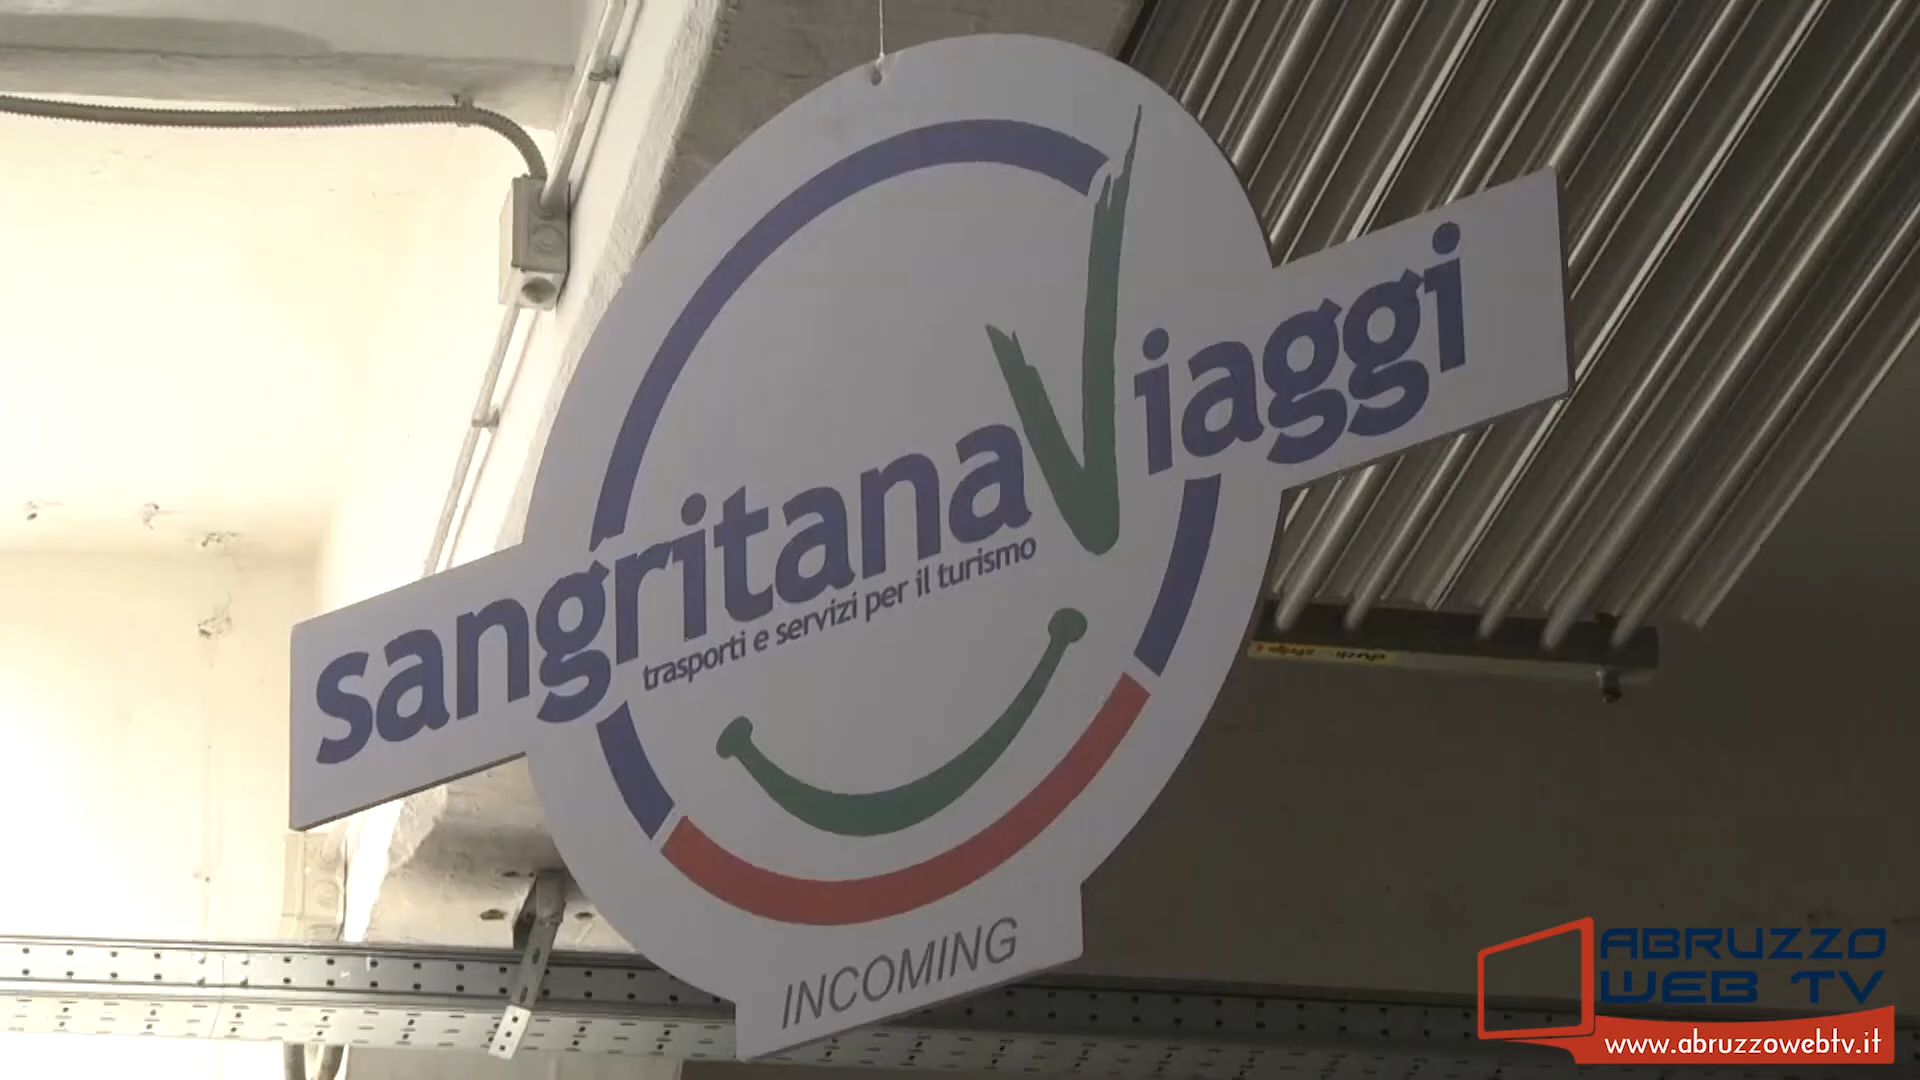 sangritanaViaggi
trasporti e servizi per il turismo
INCOMING
ABRUZZO
WEB TV
www.abruzzowebtv.it